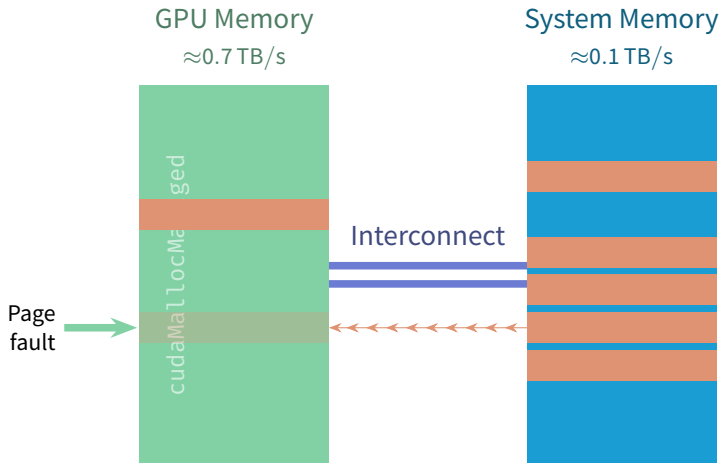 GPU Memory
≈0.7 TB/s
System Memory
≈0.1 TB/s
cudaMallocManaged
Interconnect
Page
fault